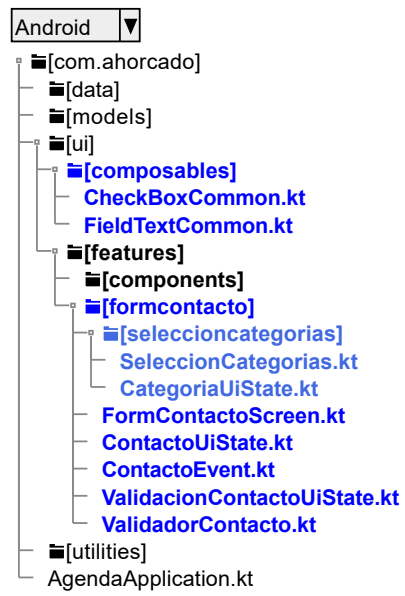 Android
[com.ahorcado]
[data]
[models]
[ui]
[composables]
CheckBoxCommon.kt
FieldTextCommon.kt
[features]
[components]
[formcontacto]
[seleccioncategorias]
SeleccionCategorias.kt
CategoriaUiState.kt
FormContactoScreen.kt
ContactoUiState.kt
ContactoEvent.kt
ValidacionContactoUiState.kt
ValidadorContacto.kt
[utilities]
AgendaApplication.kt